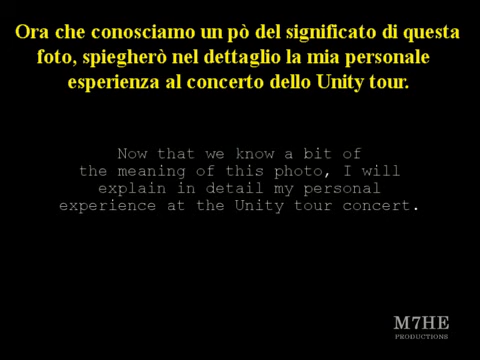 Ora che conosciamo un pò del significato di questa
foto, spiegherò nel dettaglio la mia personale
esperienza al concerto dello Unity tour.
Now that we know a bit of
the meaning of this photo, I will
explain in detail my personal
experience at the Unity tour concert.
M7HE
PRODUCTIONS